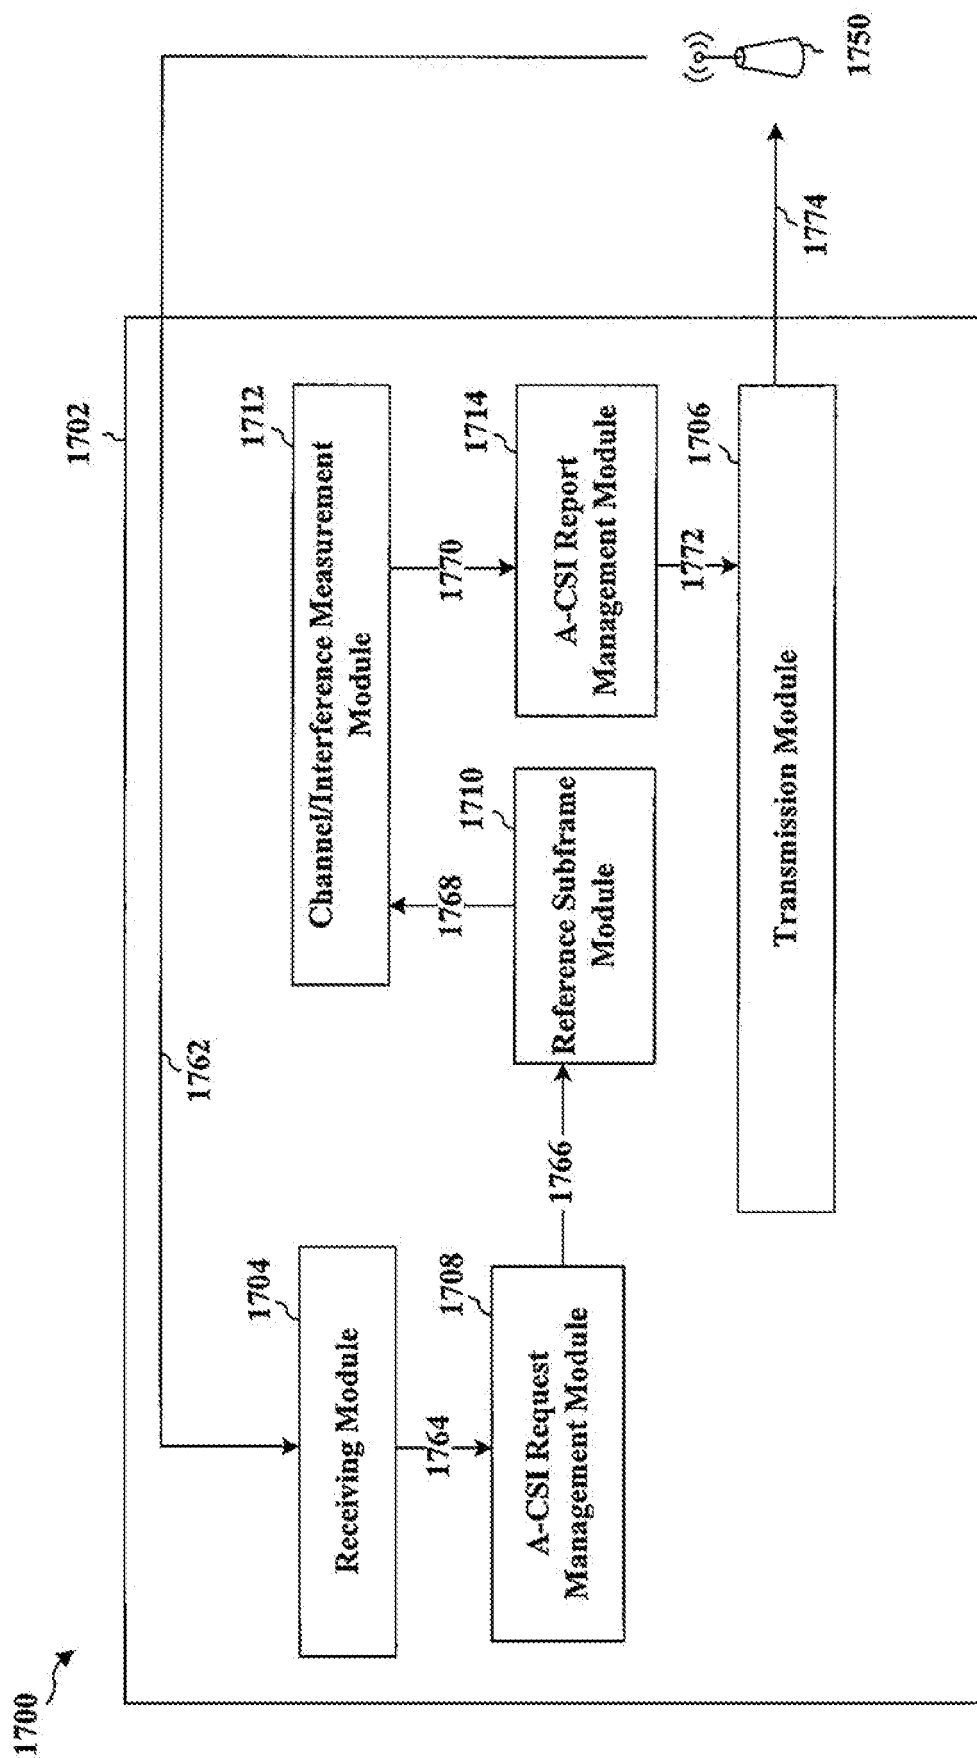 1700
1702
1762
1750
1704
Receiving Module
1764
1708
A-CSI Request
Management Module
1766
1712
Channel/Interference Measurement
Module
1768
1770
1710
Reference Subframe
Module
1714
A-CSI Report
Management Module
1772
1706
Transmission Module
1774